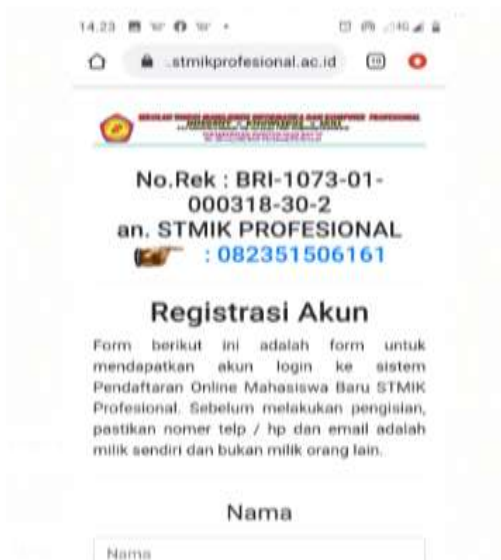 14.23
.stmikprofesional.ac.id
No.Rek : BRI-1073-01-
000318-30-2
an. STMIK PROFESIONAL
: 082351506161
Registrasi Akun
Form berikut ini adalah form untuk
mendapatkan akun login ke sistem
Pendaftaran Online Mahasiswa Baru STMIK
Profesional. Sebelum melakukan pengisian,
pastikan nomer telp / hp dan email adalah
milik sendiri dan bukan milik orang lain.
Nama
Nama